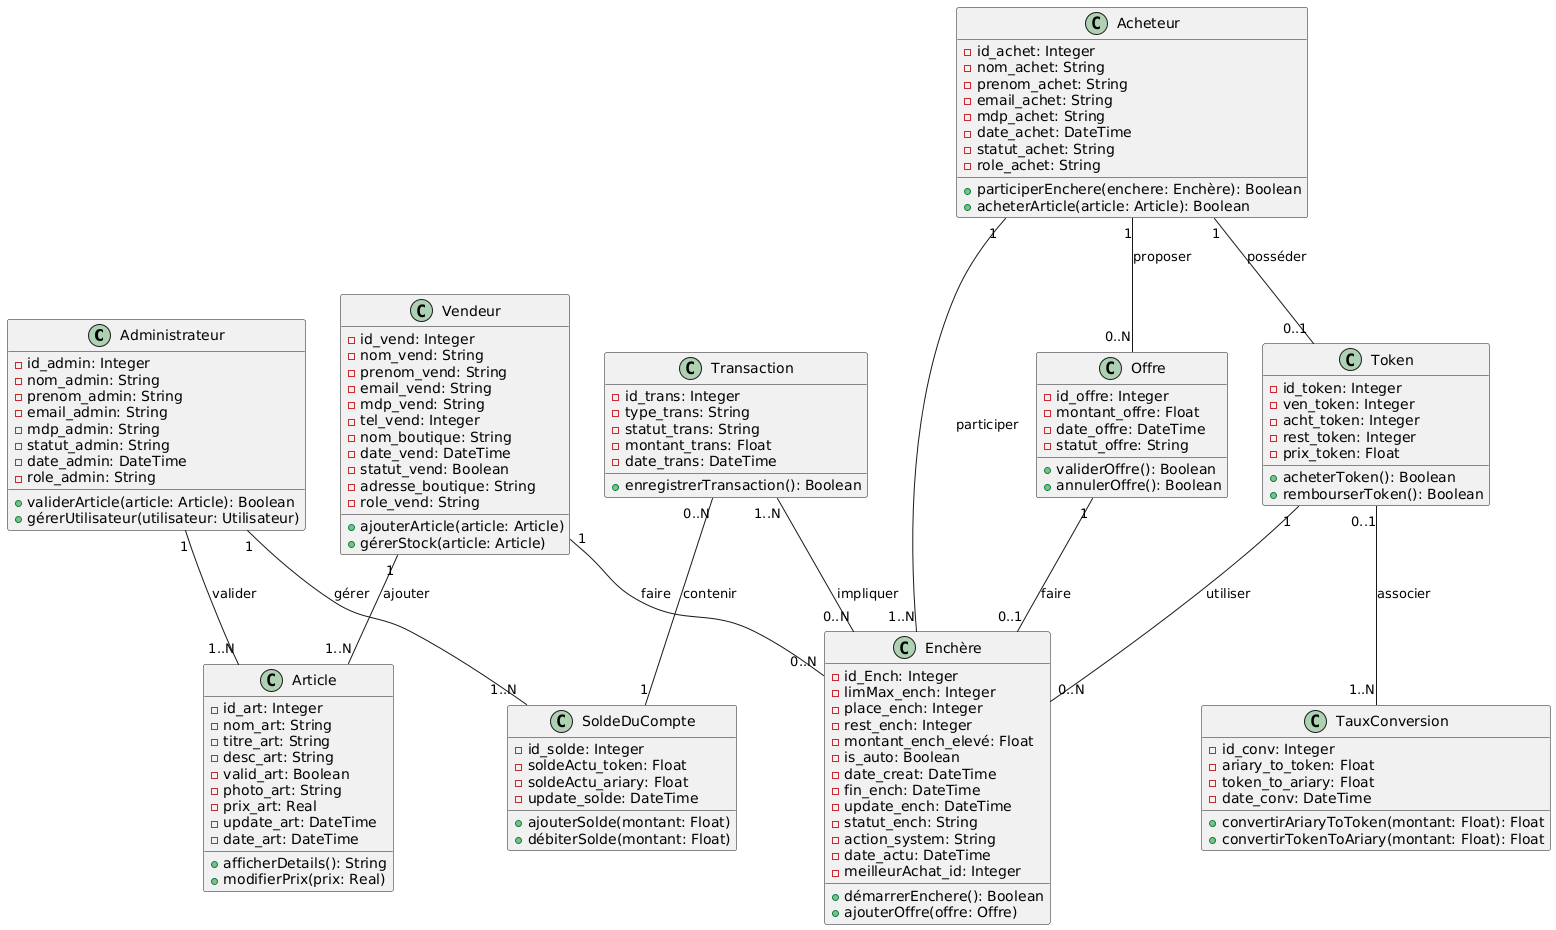 C Acheteur
id_achet: Integer
nom_achet: String
prenom_achet: String
email_achet: String
mdp_achet: String
date_achet: DateTime
statut_achet: String
role_achet: String
participerEnchere(enchere: Enchère): Boolean
acheterArticle(article: Article): Boolean
1
1
1
proposer
posséder
participer
0..N
0..1
C Administrateur
id_admin: Integer
nom_admin: String
prenom_admin: String
email_admin: String
mdp_admin: String
statut_admin: String
date_admin: DateTime
role_admin: String
validerArticle(article: Article): Boolean
gérerUtilisateur(utilisateur: Utilisateur)
C Vendeur
id_vend: Integer
nom_vend: String
prenom_vend: String
email_vend: String
mdp_vend: String
tel_vend: Integer
nom_boutique: String
date_vend: DateTime
statut_vend: Boolean
adresse_boutique: String
role_vend: String
ajouterArticle(article: Article)
gérerStock(article: Article)
C Transaction
id_trans: Integer
type_trans: String
statut_trans: String
montant_trans: Float
date_trans: DateTime
enregistrerTransaction(): Boolean
C Offre
id_offre: Integer
montant_offre: Float
date_offre: DateTime
statut_offre: String
validerOffre(): Boolean
annulerOffre(): Boolean
C Token
id_token: Integer
ven_token: Integer
acht_token: Integer
rest_token: Integer
prix_token: Float
acheterToken(): Boolean
rembourserToken(): Boolean
1
1
1
1
0..N
1..N
1
1
0..1
valider
gérer
ajouter
faire
contenir
impliquer
faire
utiliser
associer
1..N
1..N
1..N
0..N
1
0..N
1..N
0..1
0..N
1..N
C Article
id_art: Integer
nom_art: String
titre_art: String
desc_art: String
valid_art: Boolean
photo_art: String
prix_art: Real
update_art: DateTime
date_art: DateTime
afficherDetails(): String
modifierPrix(prix: Real)
C SoldeDuCompte
id_solde: Integer
soldeActu_token: Float
soldeActu_ariary: Float
update_solde: DateTime
ajouterSolde(montant: Float)
débiterSolde(montant: Float)
C Enchère
id_Ench: Integer
limMax_ench: Integer
place_ench: Integer
rest_ench: Integer
montant_ench_elevé: Float
is_auto: Boolean
date_creat: DateTime
fin_ench: DateTime
update_ench: DateTime
statut_ench: String
action_system: String
date_actu: DateTime
meilleurAchat_id: Integer
démarrerEnchere(): Boolean
ajouterOffre(offre: Offre)
C TauxConversion
id_conv: Integer
ariary_to_token: Float
token_to_ariary: Float
date_conv: DateTime
convertirAriaryToToken(montant: Float): Float
convertirTokenToAriary(montant: Float): Float